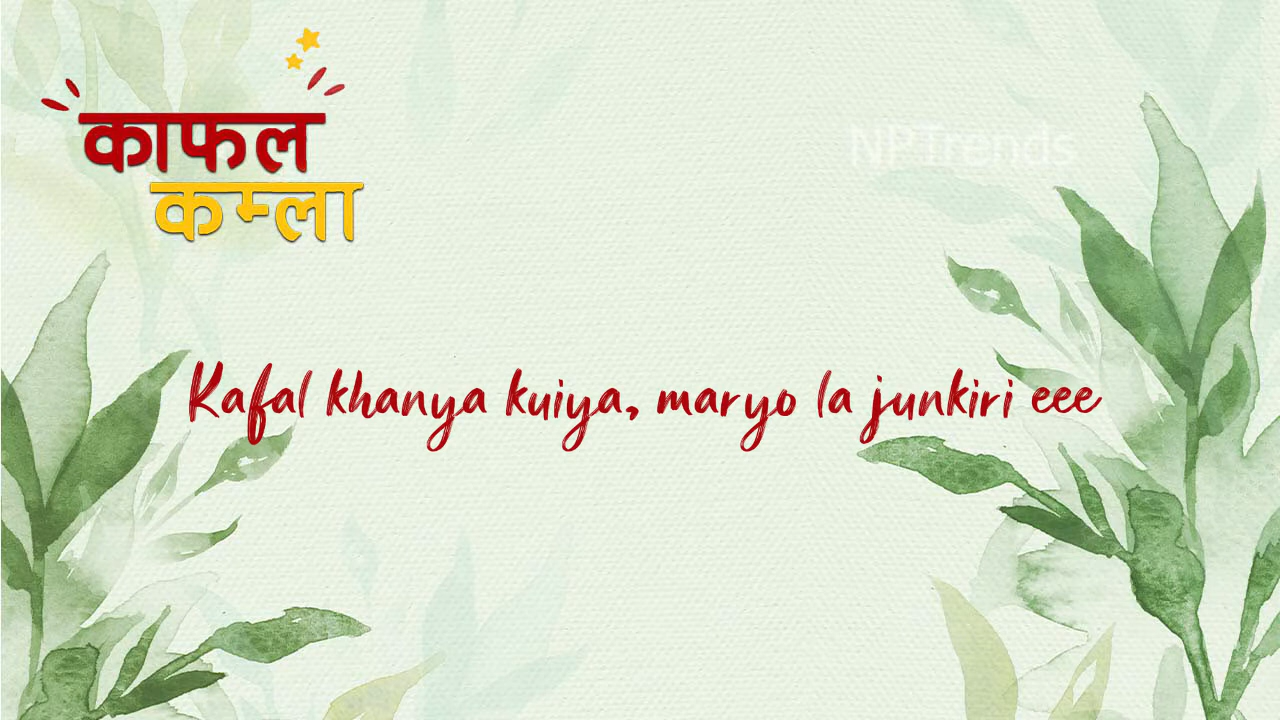 काफल
कम्ला
NPTrends
Kafal khanya kuiya, maryo la junkiri eee